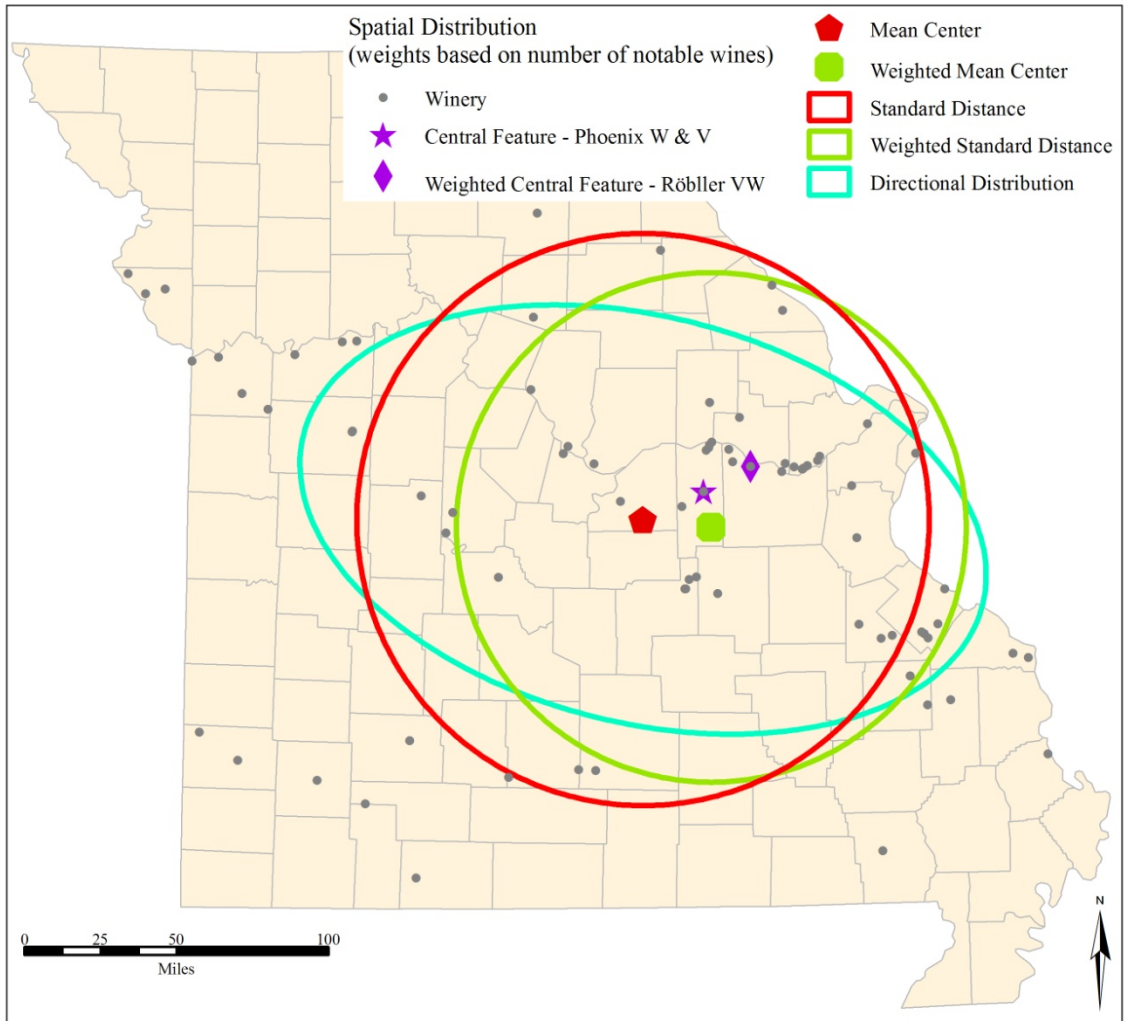 Spatial Distribution
(weights based on number of notable wines)
Winery
Central Feature - Phoenix W & V
Weighted Central Feature - Röbller VW
Mean Center
Weighted Mean Center
Standard Distance
Weighted Standard Distance
Directional Distribution
0 25 50 100
Miles
N